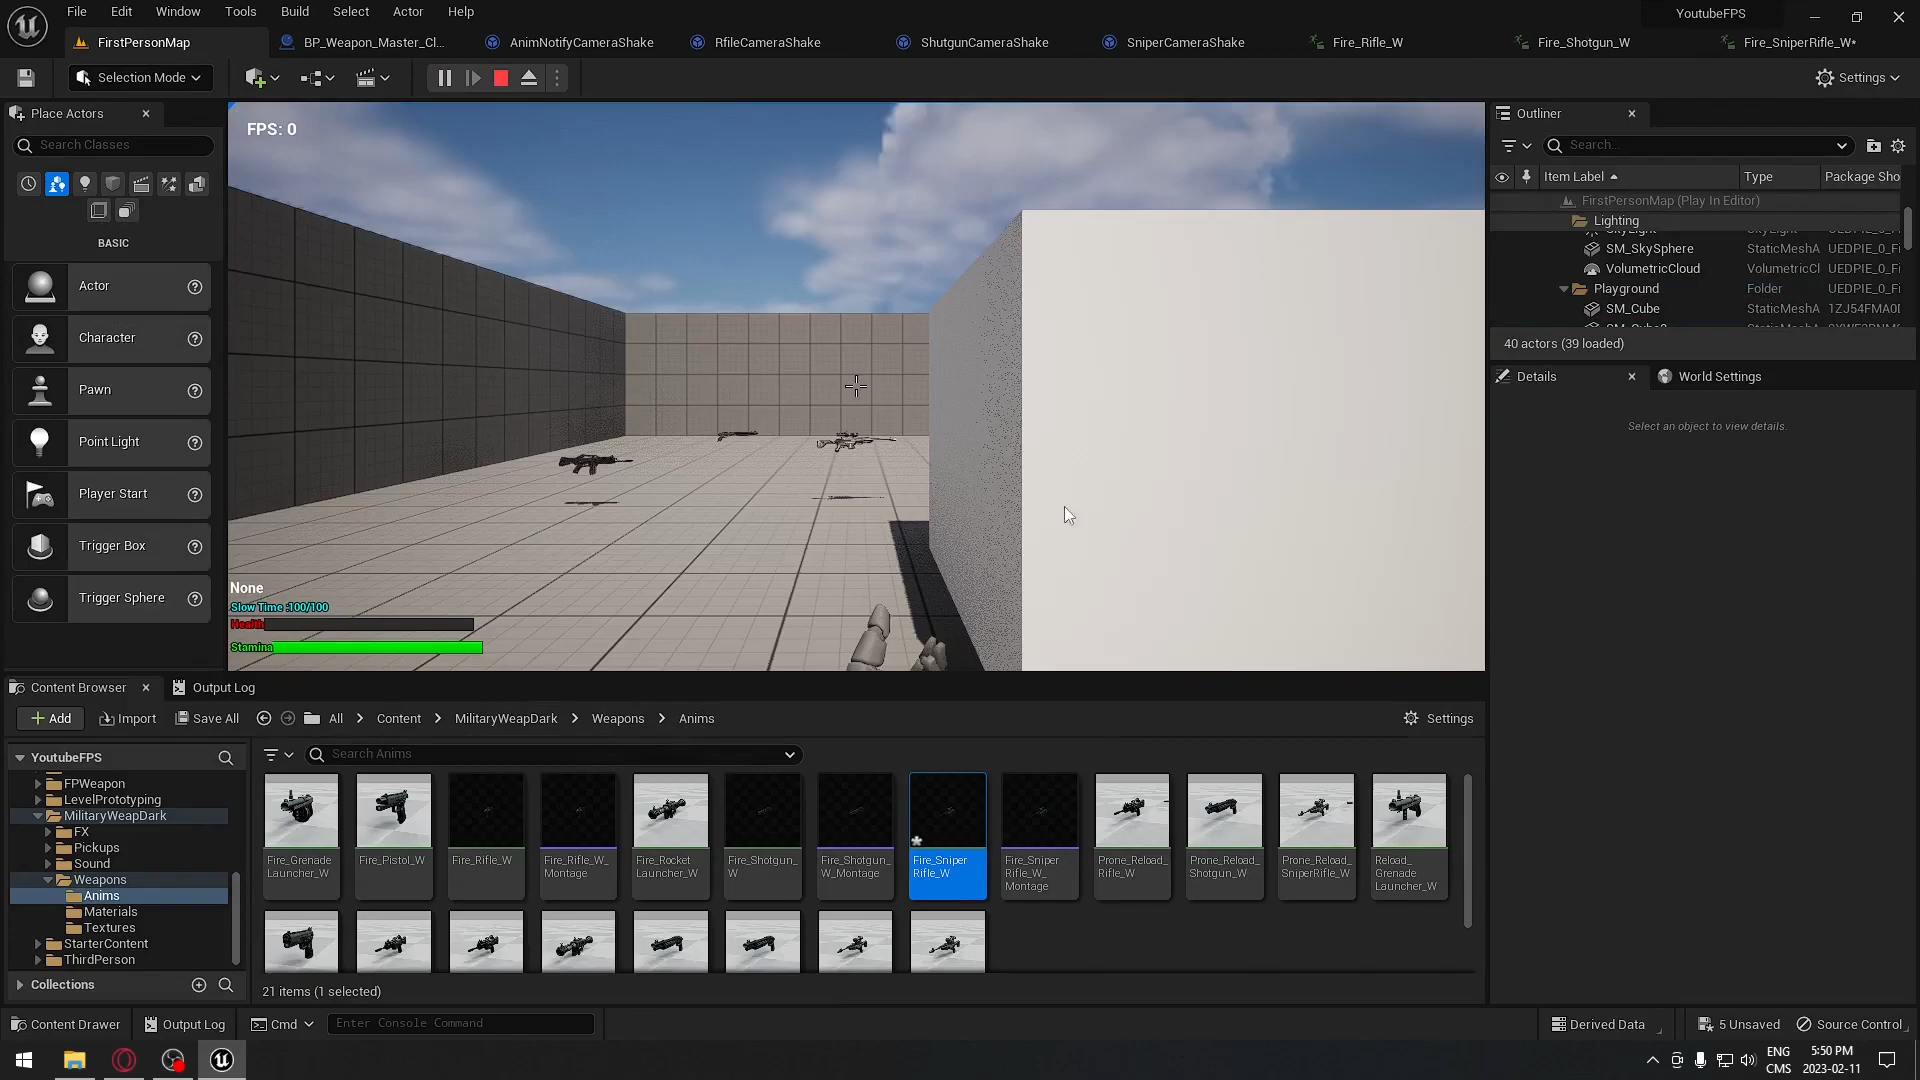 File Edit Window Tools Build Select Actor Help
YoutubeFPS
FirstPersonMap
BP_Weapon_Master_Cl...
AnimNotifyCameraShake
RfileCameraShake
ShutgunCameraShake
SniperCameraShake
Fire_Rifle_W
Fire_Shotgun_W
Fire_SniperRifle_W*
Selection Mode
Settings
Place Actors
Search Classes
BASIC
Actor
Character
Pawn
Point Light
Player Start
Trigger Box
Trigger Sphere
FPS: 0
None
Slow Time :100/100
Health
Stamina
Outliner
Search...
Item Label Type Package Sho
FirstPersonMap (Play In Editor)
Lighting
SM_SkySphere StaticMeshA UEDPIE_0_Fi
VolumetricCloud VolumetricCl UEDPIE_0_Fi
Playground Folder UEDPIE_0_Fi
SM_Cube StaticMeshA 1ZJ54FMA0I
40 actors (39 loaded)
Details
World Settings
Select an object to view details.
Content Browser
Output Log
Add Import Save All All Content MilitaryWeapDark Weapons Anims Settings
YoutubeFPS
FPWeapon
LevelPrototyping
MilitaryWeapDark
FX
Pickups
Sound
Weapons
Anims
Materials
Textures
StarterContent
ThirdPerson
Collections
Search Anims
Fire_Grenade
Launcher_W
Fire_Pistol_W
Fire_Rifle_W
Fire_Rifle_W_
Montage
Fire_Rocket
Launcher_W
Fire_Shotgun_
W
Fire_Shotgun_
W_Montage
Fire_Sniper
Rifle_W
Fire_Sniper
Rifle_W_
Montage
Prone_Reload_
Rifle_W
Prone_Reload_
Shotgun_W
Prone_Reload_
SniperRifle_W
Reload_
Grenade
Launcher_W
21 items (1 selected)
Content Drawer Output Log Cmd Enter Console Command
Derived Data 5 Unsaved Source Control
ENG
CMS
5:50 PM
2023-02-11